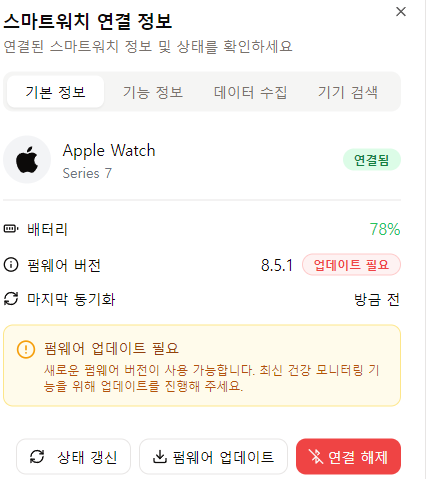 스마트워치 연결 정보
연결된 스마트워치 정보 및 상태를 확인하세요
기본 정보 기능 정보 데이터 수집 기기 검색
Apple Watch
Series 7
연결됨
배터리 78%
펌웨어 버전 8.5.1 업데이트 필요
마지막 동기화 방금 전
펌웨어 업데이트 필요
새로운 펌웨어 버전이 사용 가능합니다. 최신 건강 모니터링 기
능을 위해 업데이트를 진행해 주세요.
상태 갱신 펌웨어 업데이트 연결 해제